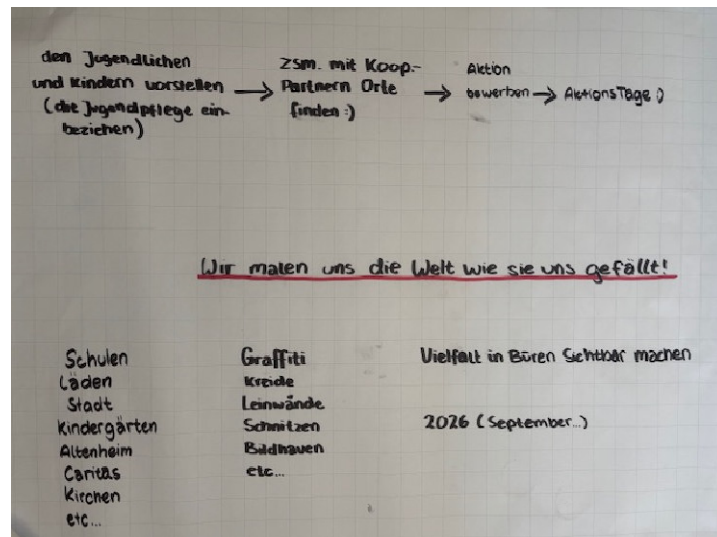 den Jugendlichen
und Kindern vorstellen →
(die Jugendpflege ein-
beziehen)
zsm. mit Koop.-
Partnern Orte →
finden :)
Aktion
bewerben → AktionsTage :)
Wir malen uns die Welt wie sie uns gefällt!
Schulen
Läden
Stadt
Kindergärten
Altenheim
Caritas
Kirchen
etc...
Graffiti
Kreide
Leinwände
Schnitzen
Bildhauen
etc...
Vielfalt in Büren Sichtbar machen
2026 (September...)